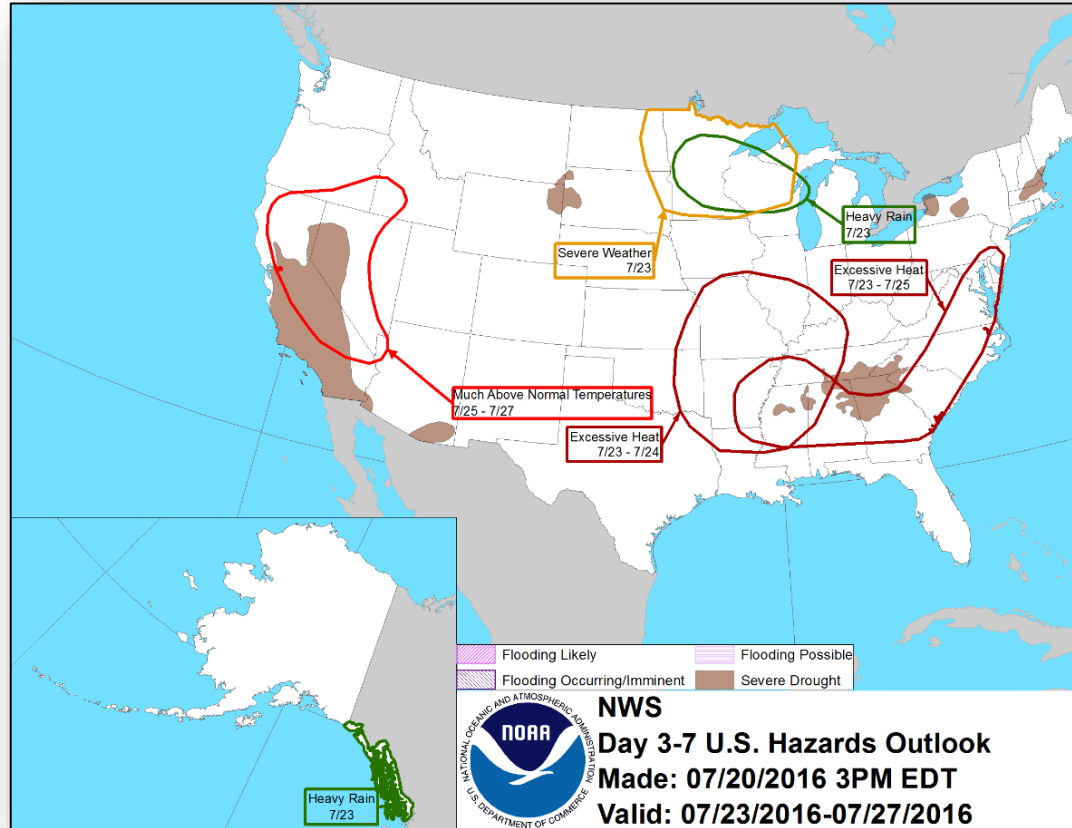 Heavy Rain
7/23
Severe Weather
7/23
Excessive Heat
7/23 - 7/25
Much Above Normal Temperatures
7/25 - 7/27
Excessive Heat
7/23 - 7/24
Heavy Rain
7/23
Flooding Likely
Flooding Possible
Flooding Occurring/Imminent
Severe Drought
NATIONAL OCEANIC AND ATMOSPHERIC ADMINISTRATION
NOAA
U.S. DEPARTMENT OF COMMERCE
NWS
Day 3-7 U.S. Hazards Outlook
Made: 07/20/2016 3PM EDT
Valid: 07/23/2016-07/27/2016